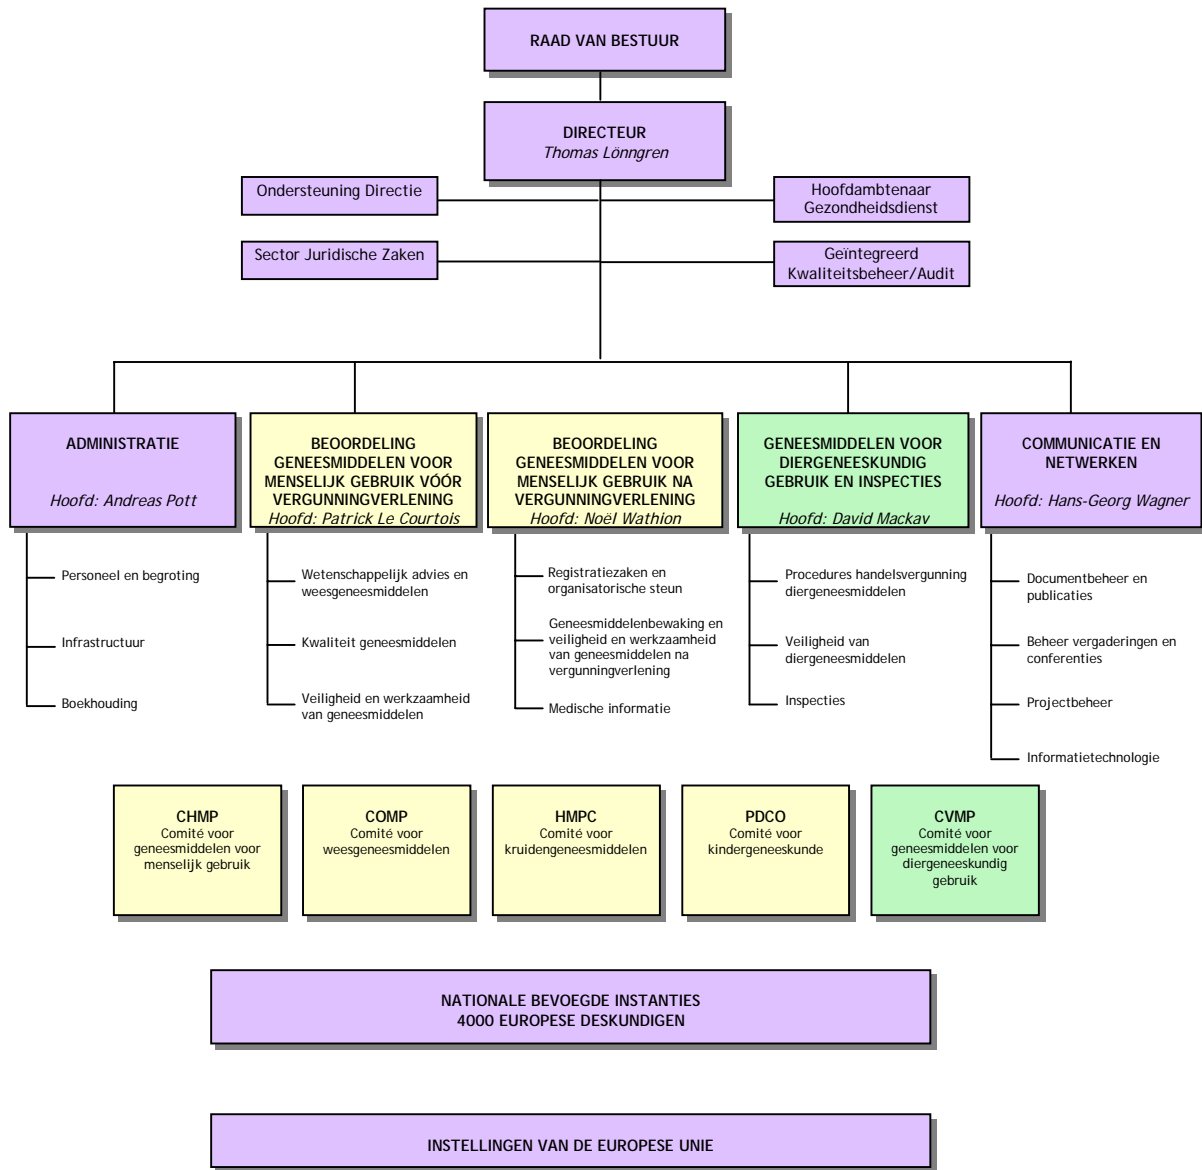 RAAD VAN BESTUUR
DIRECTEUR
Thomas Lönngren
Ondersteuning Directie
Hoofdambtenaar
Gezondheidsdienst
Sector Juridische Zaken
Geïntegreerd
Kwaliteitsbeheer/Audit
ADMINISTRATIE
Hoofd: Andreas Pott
Personeel en begroting
Infrastructuur
Boekhouding
BEOORDELING
GENEESMIDDELEN VOOR
MENSELIJK GEBRUIK VÓÓR
VERGUNNINGVERLENING
Hoofd: Patrick Le Courtois
Wetenschappelijk advies en
weesgeneesmiddelen
Kwaliteit geneesmiddelen
Veiligheid en werkzaamheid
van geneesmiddelen
BEOORDELING
GENEESMIDDELEN VOOR
MENSELIJK GEBRUIK NA
VERGUNNINGVERLENING
Hoofd: Noël Wathion
Registratiezaken en
organisatorische steun
Geneesmiddelenbewaking en
veiligheid en werkzaamheid
van geneesmiddelen na
vergunningverlening
Medische informatie
GENEESMIDDELEN VOOR
DIERGENEESKUNDIG
GEBRUIK EN INSPECTIES
Hoofd: David Mackay
Procedures handelsvergunning
diergeneesmiddelen
Veiligheid van
diergeneesmiddelen
Inspecties
COMMUNICATIE EN
NETWERKEN
Hoofd: Hans-Georg Wagner
Documentbeheer en
publicaties
Beheer vergaderingen en
conferenties
Projectbeheer
Informatietechnologie
CHMP
Comité voor
geneesmiddelen voor
menselijk gebruik
COMP
Comité voor
weesgeneesmiddelen
HMPC
Comité voor
kruidengeneesmiddelen
PDCO
Comité voor
kindergeneeskunde
CVMP
Comité voor
geneesmiddelen voor
diergeneeskundig
gebruik
NATIONALE BEVOEGDE INSTANTIES
4000 EUROPESE DESKUNDIGEN
INSTELLINGEN VAN DE EUROPESE UNIE